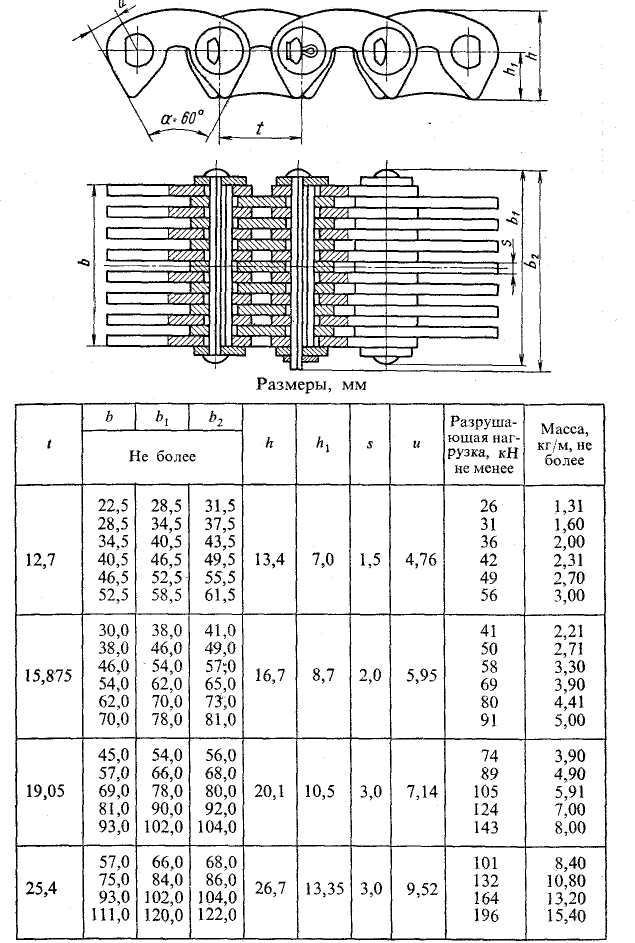 u
h
h₁
α=60°
t
b
s
b₁
b₂
Размеры, мм
t b b₁ b₂ h h₁ s u Разруша-
ющая наг-
рузка, кН
не менее Масса,
кг/м, не
более
Не более
12,7 13,4 7,0 1,5 4,76
22,5 28,5 31,5 26 1,31
28,5 34,5 37,5 31 1,60
34,5 40,5 43,5 36 2,00
40,5 46,5 49,5 42 2,31
46,5 52,5 55,5 49 2,70
52,5 58,5 61,5 56 3,00
15,875 16,7 8,7 2,0 5,95
30,0 38,0 41,0 41 2,21
38,0 46,0 49,0 50 2,71
46,0 54,0 57,0 58 3,30
54,0 62,0 65,0 69 3,90
62,0 70,0 73,0 80 4,41
70,0 78,0 81,0 91 5,00
19,05 20,1 10,5 3,0 7,14
45,0 54,0 56,0 74 3,90
57,0 66,0 68,0 89 4,90
69,0 78,0 80,0 105 5,91
81,0 90,0 92,0 124 7,00
93,0 102,0 104,0 143 8,00
25,4 26,7 13,35 3,0 9,52
57,0 66,0 68,0 101 8,40
75,0 84,0 86,0 132 10,80
93,0 102,0 104,0 164 13,20
111,0 120,0 122,0 196 15,40